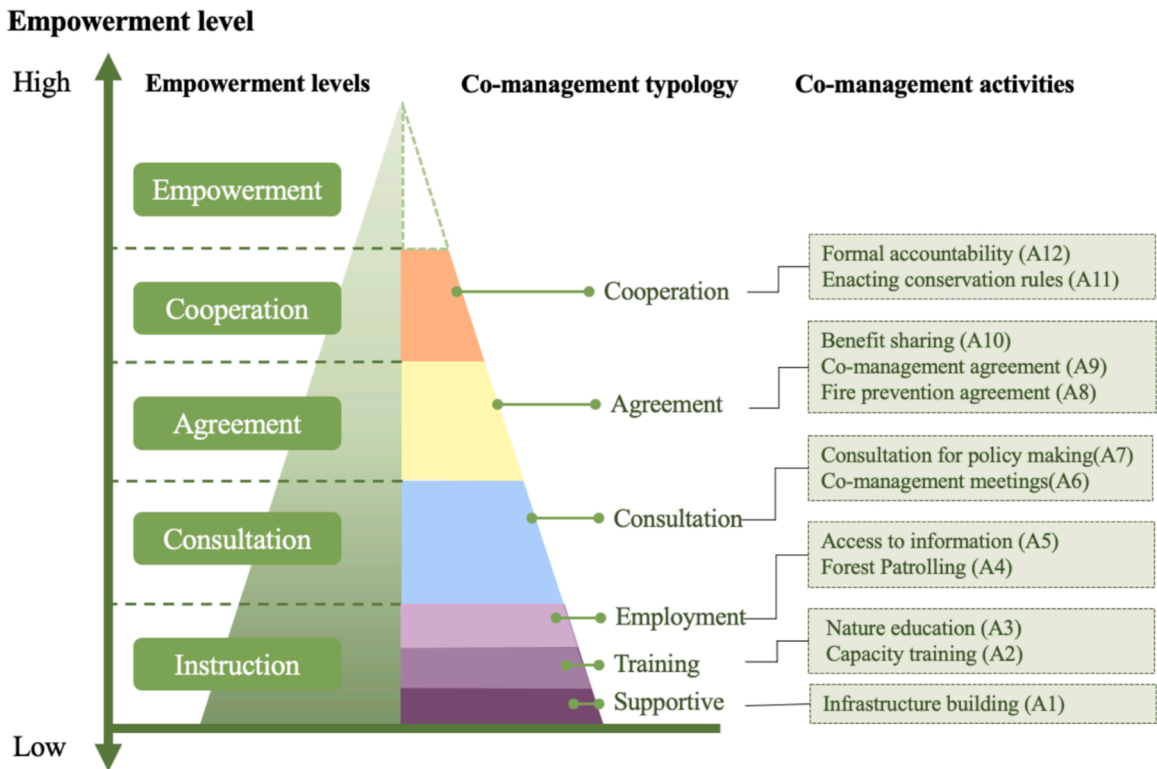 Empowerment level
High
Empowerment levels
Co-management typology
Co-management activities
Empowerment
Cooperation
Agreement
Consultation
Instruction
Cooperation
Agreement
Consultation
Employment
Training
Supportive
Formal accountability (A12)
Enacting conservation rules (A11)
Benefit sharing (A10)
Co-management agreement (A9)
Fire prevention agreement (A8)
Consultation for policy making(A7)
Co-management meetings(A6)
Access to information (A5)
Forest Patrolling (A4)
Nature education (A3)
Capacity training (A2)
Infrastructure building (A1)
Low